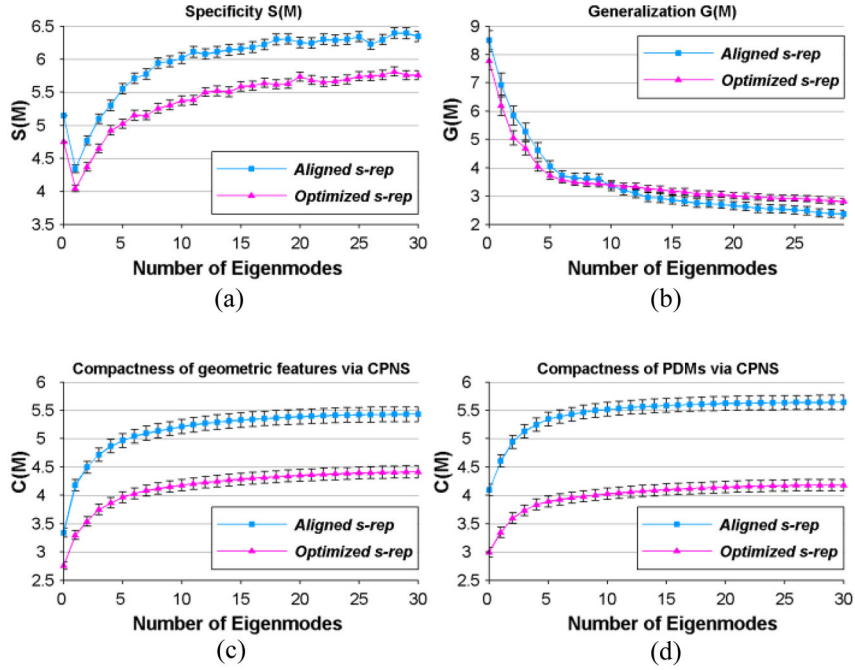 Specificity S(M)
S(M)
6.5
6
5.5
5
4.5
4
3.5
Aligned s-rep
Optimized s-rep
0 5 10 15 20 25 30
Number of Eigenmodes
(a)
Generalization G(M)
G(M)
9
8
7
6
5
4
3
2
Aligned s-rep
Optimized s-rep
0 5 10 15 20 25
Number of Eigenmodes
(b)
Compactness of geometric features via CPNS
C(M)
6
5.5
5
4.5
4
3.5
3
2.5
Aligned s-rep
Optimized s-rep
0 5 10 15 20 25 30
Number of Eigenmodes
(c)
Compactness of PDMs via CPNS
C(M)
6
5.5
5
4.5
4
3.5
3
2.5
Aligned s-rep
Optimized s-rep
0 5 10 15 20 25 30
Number of Eigenmodes
(d)